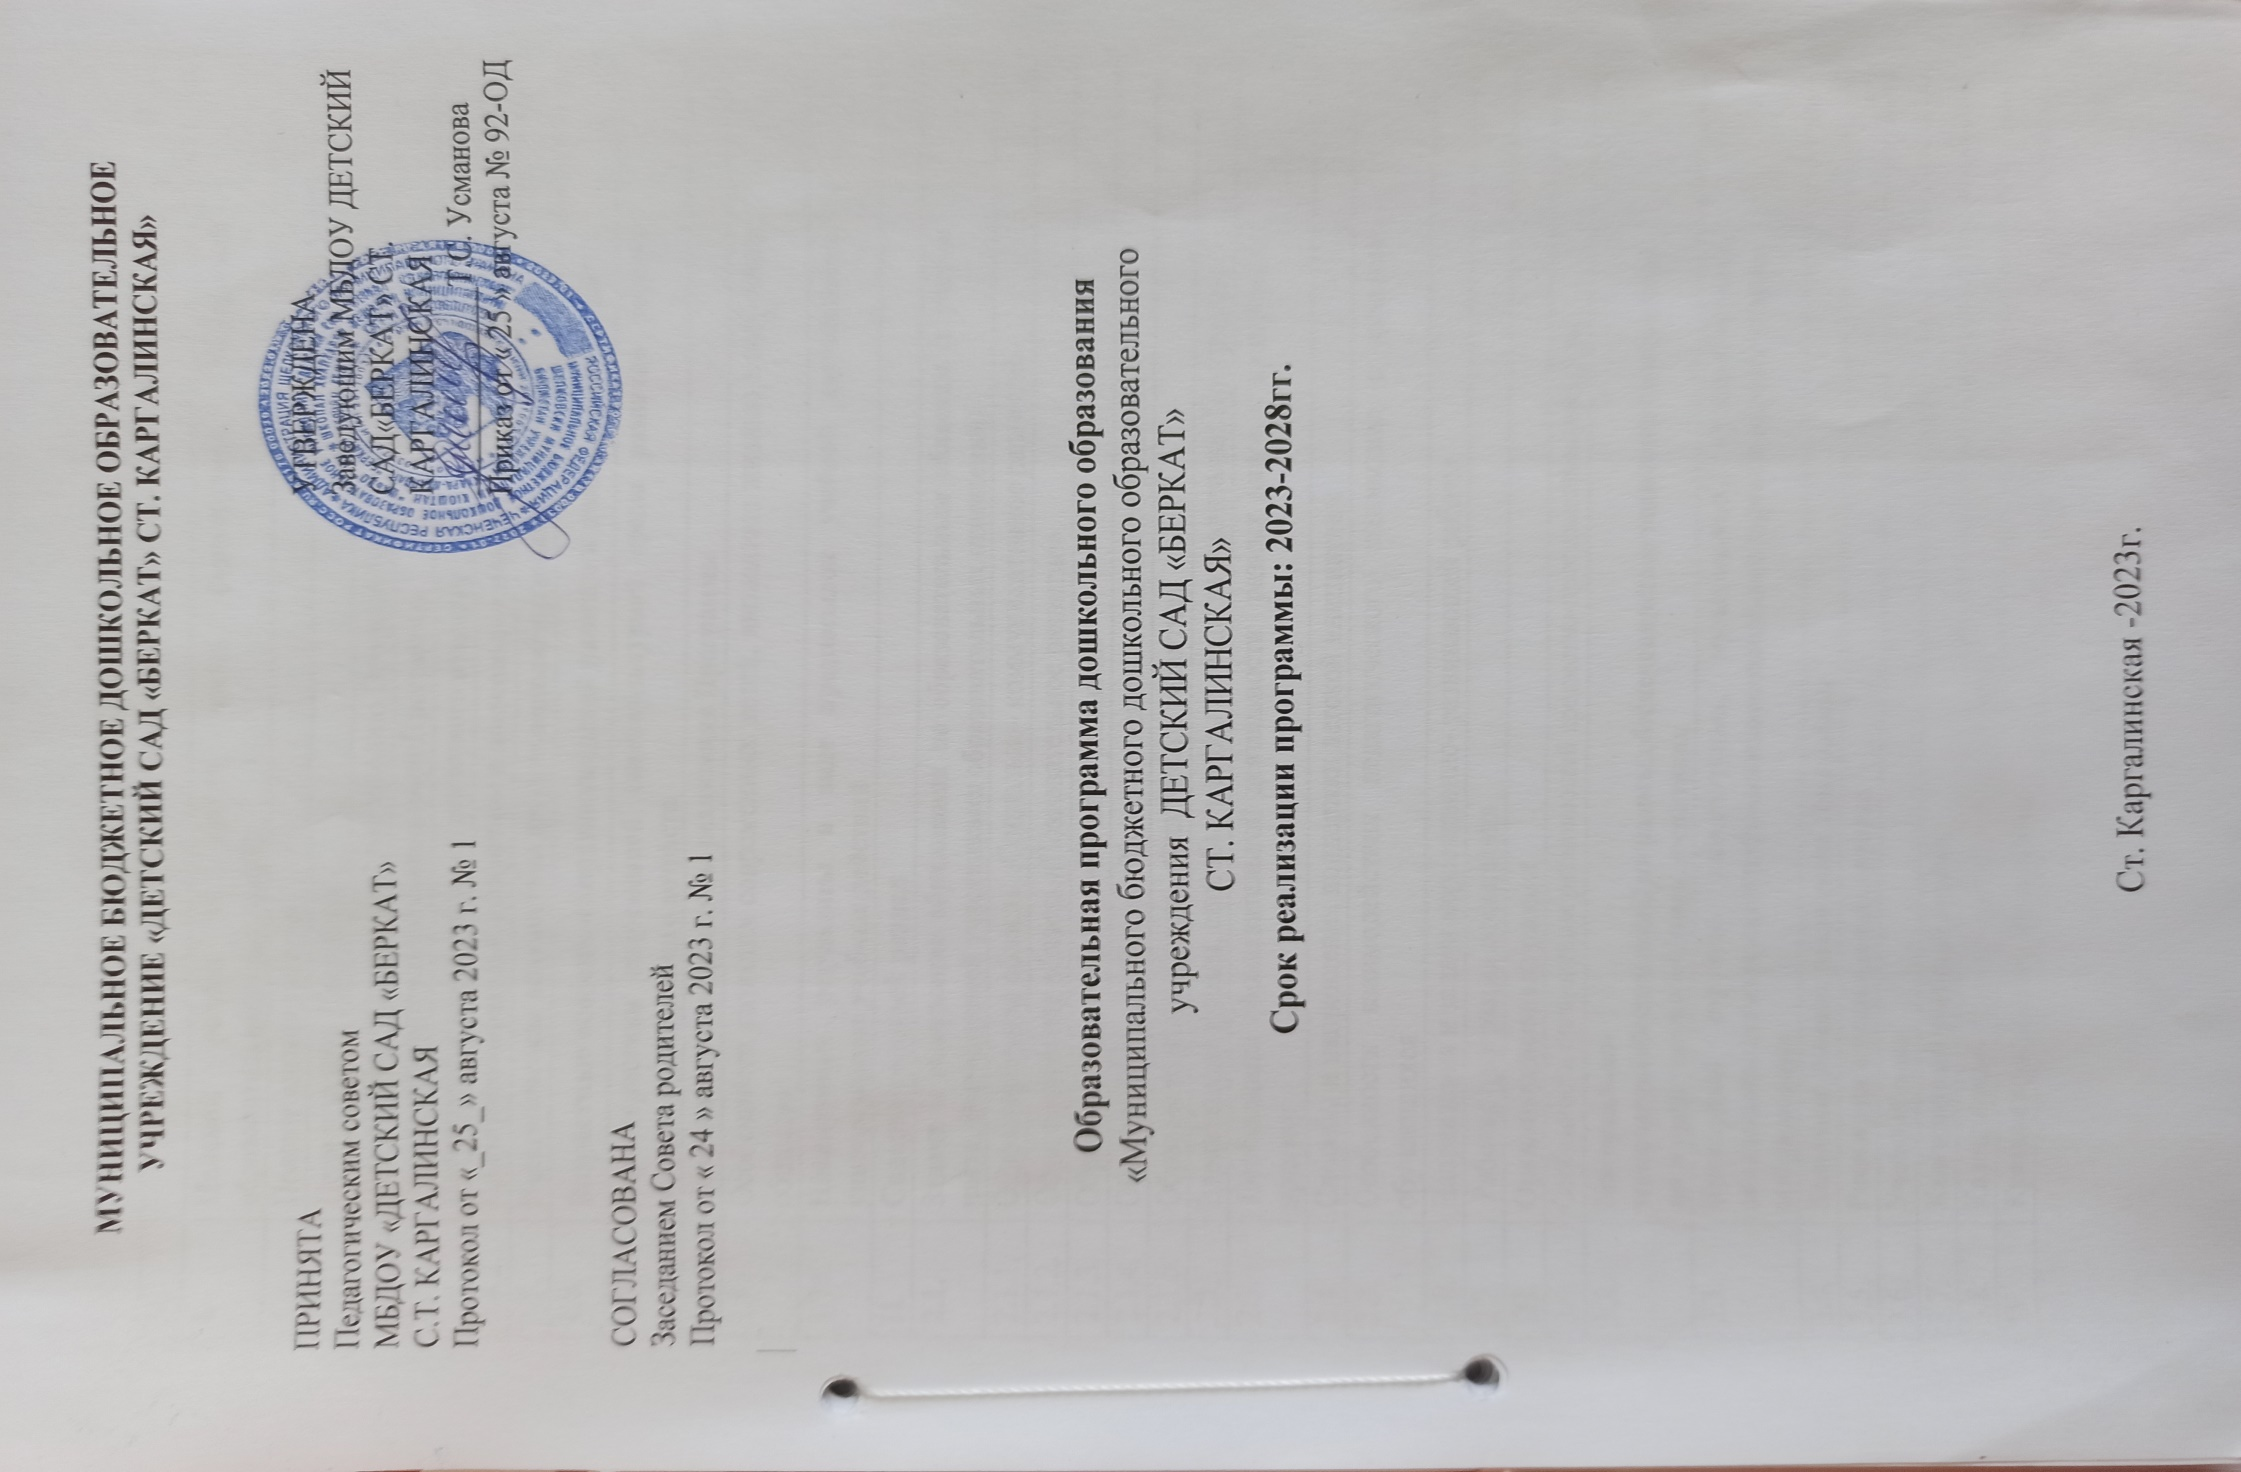 МУНИЦИПАЛЬНОЕ БЮДЖЕТНОЕ ДОШКОЛЬНОЕ ОБРАЗОВАТЕЛЬНОЕ
УЧРЕЖДЕНИЕ «ДЕТСКИЙ САД «БЕРКАТ» СТ. КАРГАЛИНСКАЯ»
ПРИНЯТА
Педагогическим советом
МБДОУ «ДЕТСКИЙ САД «БЕРКАТ»
С.Т. КАРГАЛИНСКАЯ
Протокол от «_25_» августа 2023 г. № 1
УТВЕРЖДЕНА
Заведующим МБДОУ ДЕТСКИЙ
САД«БЕРКАТ» СТ.
КАРГАЛИНСКАЯ
Т С. Усманова
Приказ от « 25» августа № 92-ОД
СОГЛАСОВАНА
Заседанием Совета родителей
Протокол от « 24 » августа 2023 г. № 1
Образовательная программа дошкольного образования
«Муниципального бюджетного дошкольного образовательного
учреждения ДЕТСКИЙ САД «БЕРКАТ»
СТ. КАРГАЛИНСКАЯ»
Срок реализации программы: 2023-2028гг.
Ст. Каргалинская -2023г.